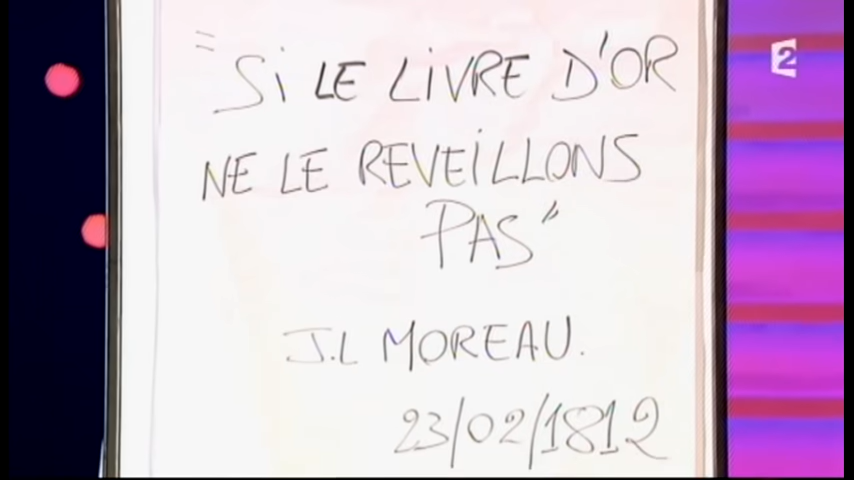 "Si LE LiVRE D'OR
NE LE REVEiLLONS
PAS"
J.L MOREAU.
23/02/1812
2